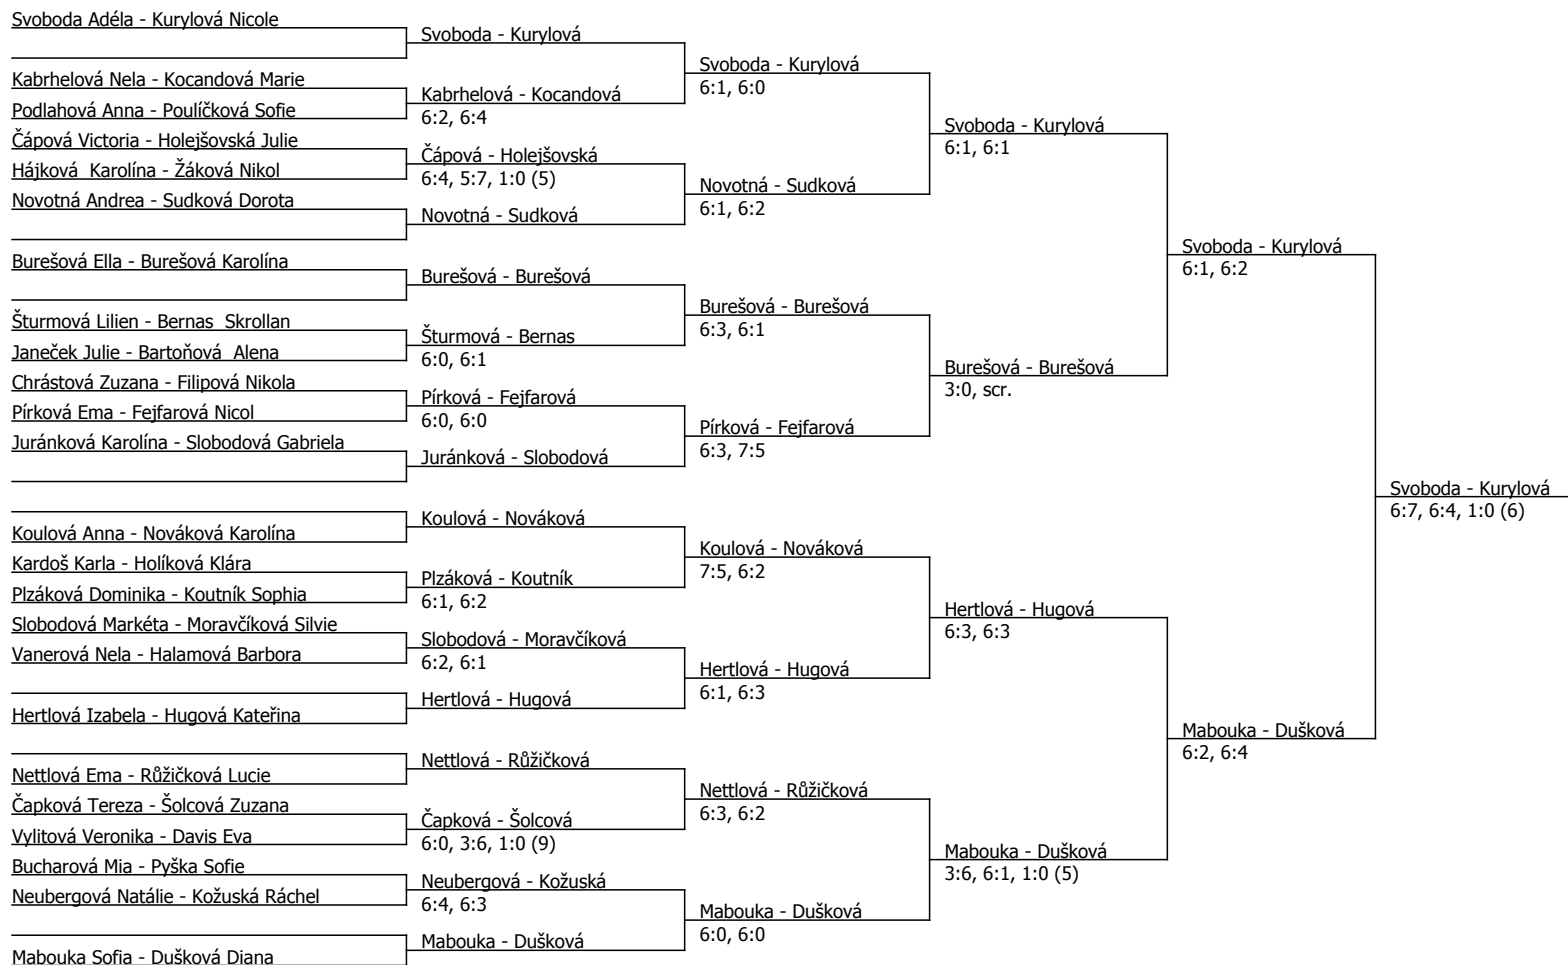 Svoboda Adéla - Kurylová Nicole
Kabrhelová Nela - Kocandová Marie
Podlahová Anna - Poulíčková Sofie
Čápová Victoria - Holejšovská Julie
Hájková  Karolína - Žáková Nikol
Novotná Andrea - Sudková Dorota
Burešová Ella - Burešová Karolína
Šturmová Lilien - Bernas  Skrollan
Janeček Julie - Bartoňová  Alena
Chrástová Zuzana - Filipová Nikola
Pírková Ema - Fejfarová Nicol
Juránková Karolína - Slobodová Gabriela
Koulová Anna - Nováková Karolína
Kardoš Karla - Holíková Klára
Plzáková Dominika - Koutník Sophia
Slobodová Markéta - Moravčíková Silvie
Vanerová Nela - Halamová Barbora
Hertlová Izabela - Hugová Kateřina
Nettlová Ema - Růžičková Lucie
Čapková Tereza - Šolcová Zuzana
Vylitová Veronika - Davis Eva
Bucharová Mia - Pyška Sofie
Neubergová Natálie - Kožuská Ráchel
Mabouka Sofia - Dušková Diana
Svoboda - Kurylová
Kabrhelová - Kocandová
6:2, 6:4
Čápová - Holejšovská
6:4, 5:7, 1:0 (5)
Novotná - Sudková
Burešová - Burešová
Šturmová - Bernas
6:0, 6:1
Pírková - Fejfarová
6:0, 6:0
Juránková - Slobodová
Koulová - Nováková
Plzáková - Koutník
6:1, 6:2
Slobodová - Moravčíková
6:2, 6:1
Hertlová - Hugová
Nettlová - Růžičková
Čapková - Šolcová
6:0, 3:6, 1:0 (9)
Neubergová - Kožuská
6:4, 6:3
Mabouka - Dušková
Svoboda - Kurylová
6:1, 6:0
Novotná - Sudková
6:1, 6:2
Burešová - Burešová
6:3, 6:1
Pírková - Fejfarová
6:3, 7:5
Koulová - Nováková
7:5, 6:2
Hertlová - Hugová
6:1, 6:3
Nettlová - Růžičková
6:3, 6:2
Mabouka - Dušková
6:0, 6:0
Svoboda - Kurylová
6:1, 6:1
Burešová - Burešová
3:0, scr.
Hertlová - Hugová
6:3, 6:3
Mabouka - Dušková
3:6, 6:1, 1:0 (5)
Svoboda - Kurylová
6:1, 6:2
Mabouka - Dušková
6:2, 6:4
Svoboda - Kurylová
6:7, 6:4, 1:0 (6)